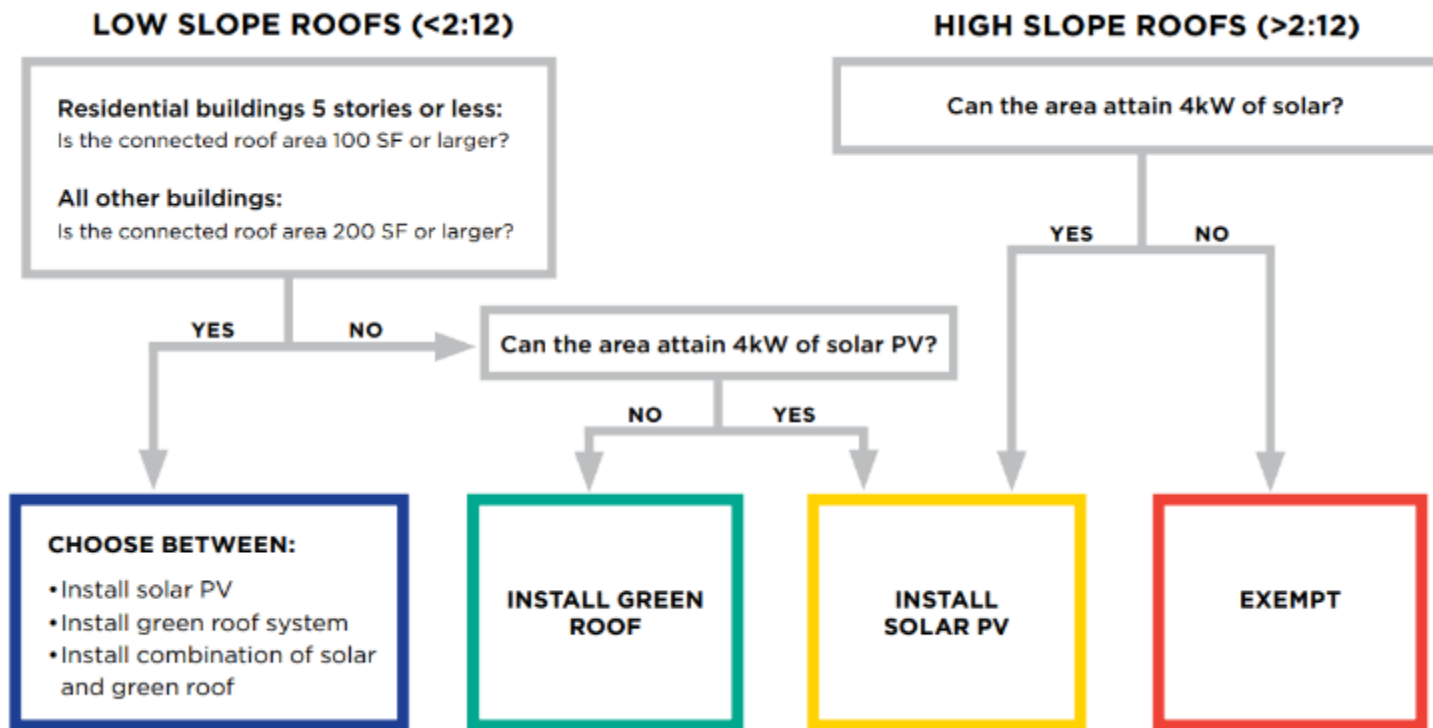 LOW SLOPE ROOFS (<2:12)
Residential buildings 5 stories or less:
Is the connected roof area 100 SF or larger?
All other buildings:
Is the connected roof area 200 SF or larger?
HIGH SLOPE ROOFS (>2:12)
Can the area attain 4kW of solar?
YES
NO
YES
NO
Can the area attain 4kW of solar PV?
NO
YES
CHOOSE BETWEEN:
•Install solar PV
•Install green roof system
•Install combination of solar
and green roof
INSTALL GREEN
ROOF
INSTALL
SOLAR PV
EXEMPT